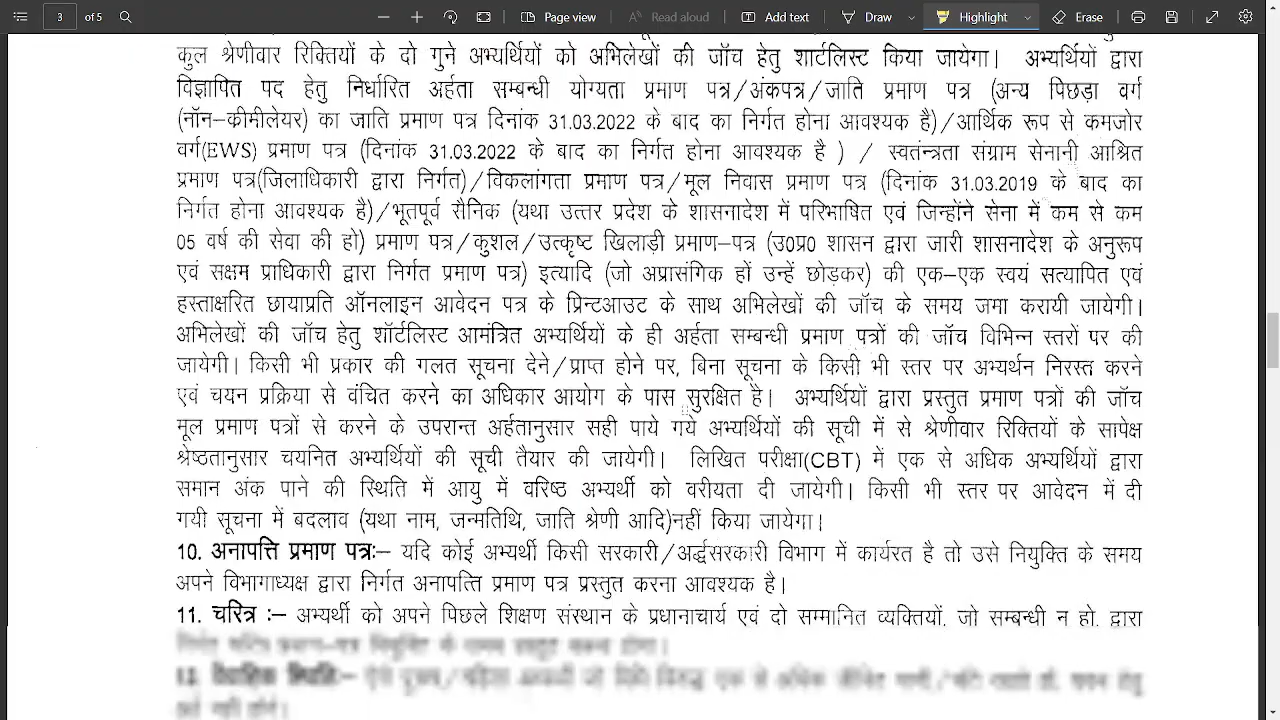 3 of 5 Page view Read aloud Add text Draw Highlight Erase
कुल श्रेणीवार रिक्तियों के दो गुने अभ्यर्थियों को अभिलेखों की जॉच हेतु शार्टलिस्ट किया जायेगा। अभ्यर्थियों द्वारा
विज्ञापित पद हेतु निर्धारित अर्हता सम्बन्धी योग्यता प्रमाण पत्र/अंकपत्र/जाति प्रमाण पत्र (अन्य पिछड़ा वर्ग
(नॉन–कीमीलेयर) का जाति प्रमाण पत्र दिनांक 31.03.2022 के बाद का निर्गत होना आवश्यक है)/आर्थिक रूप से कमजोर
वर्ग(EWS) प्रमाण पत्र (दिनांक 31.03.2022 के बाद का निर्गत होना आवश्यक है ) / स्वतंन्त्रता संग्राम सेनानी आश्रित
प्रमाण पत्र(जिलाधिकारी द्वारा निर्गत)/विकलांगता प्रमाण पत्र/मूल निवास प्रमाण पत्र (दिनांक 31.03.2019 के बाद का
निर्गत होना आवश्यक है)/भूतपूर्व सैनिक (यथा उत्तर प्रदेश के शासनादेश में परिभाषित एवं जिन्होंने सेना में कम से कम
05 वर्ष की सेवा की हो) प्रमाण पत्र/कुशल/उत्कृष्ट खिलाड़ी प्रमाण–पत्र (उ0प्र0 शासन द्वारा जारी शासनादेश के अनुरूप
एवं सक्षम प्राधिकारी द्वारा निर्गत प्रमाण पत्र) इत्यादि (जो अप्रासंगिक हों उन्हें छोड़कर) की एक–एक स्वयं सत्यापित एवं
हस्ताक्षरित छायाप्रति ऑनलाइन आवेदन पत्र के प्रिन्टआउट के साथ अभिलेखों की जॉच के समय जमा करायी जायेगी।
अभिलेखों की जॉच हेतु शॉर्टलिस्ट आमंत्रित अभ्यर्थियों के ही अर्हता सम्बन्धी प्रमाण पत्रों की जॉच विभिन्न स्तरों पर की
जायेगी। किसी भी प्रकार की गलत सूचना देने/प्राप्त होने पर, बिना सूचना के किसी भी स्तर पर अभ्यर्थन निरस्त करने
एवं चयन प्रक्रिया से वंचित करने का अधिकार आयोग के पास सुरक्षित है। अभ्यर्थियों द्वारा प्रस्तुत प्रमाण पत्रों की जॉच
मूल प्रमाण पत्रों से करने के उपरान्त अर्हतानुसार सही पाये गये अभ्यर्थियों की सूची में से श्रेणीवार रिक्तियों के सापेक्ष
श्रेष्ठतानुसार चयनित अभ्यर्थियों की सूची तैयार की जायेगी। लिखित परीक्षा(CBT) में एक से अधिक अभ्यर्थियों द्वारा
समान अंक पाने की स्थिति में आयु में वरिष्ठ अभ्यर्थी को वरीयता दी जायेगी। किसी भी स्तर पर आवेदन में दी
गयी सूचना में बदलाव (यथा नाम, जन्मतिथि, जाति श्रेणी आदि)नहीं किया जायेगा।
10. अनापत्ति प्रमाण पत्रः– यदि कोई अभ्यर्थी किसी सरकारी/अर्द्धसरकारी विभाग में कार्यरत है तो उसे नियुक्ति के समय
अपने विभागाध्यक्ष द्वारा निर्गत अनापत्ति प्रमाण पत्र प्रस्तुत करना आवश्यक है।
11. चरित्र :– अभ्यर्थी को अपने पिछले शिक्षण संस्थान के प्रधानाचार्य एवं दो सम्मानित व्यक्तियों, जो सम्बन्धी न हो, द्वारा